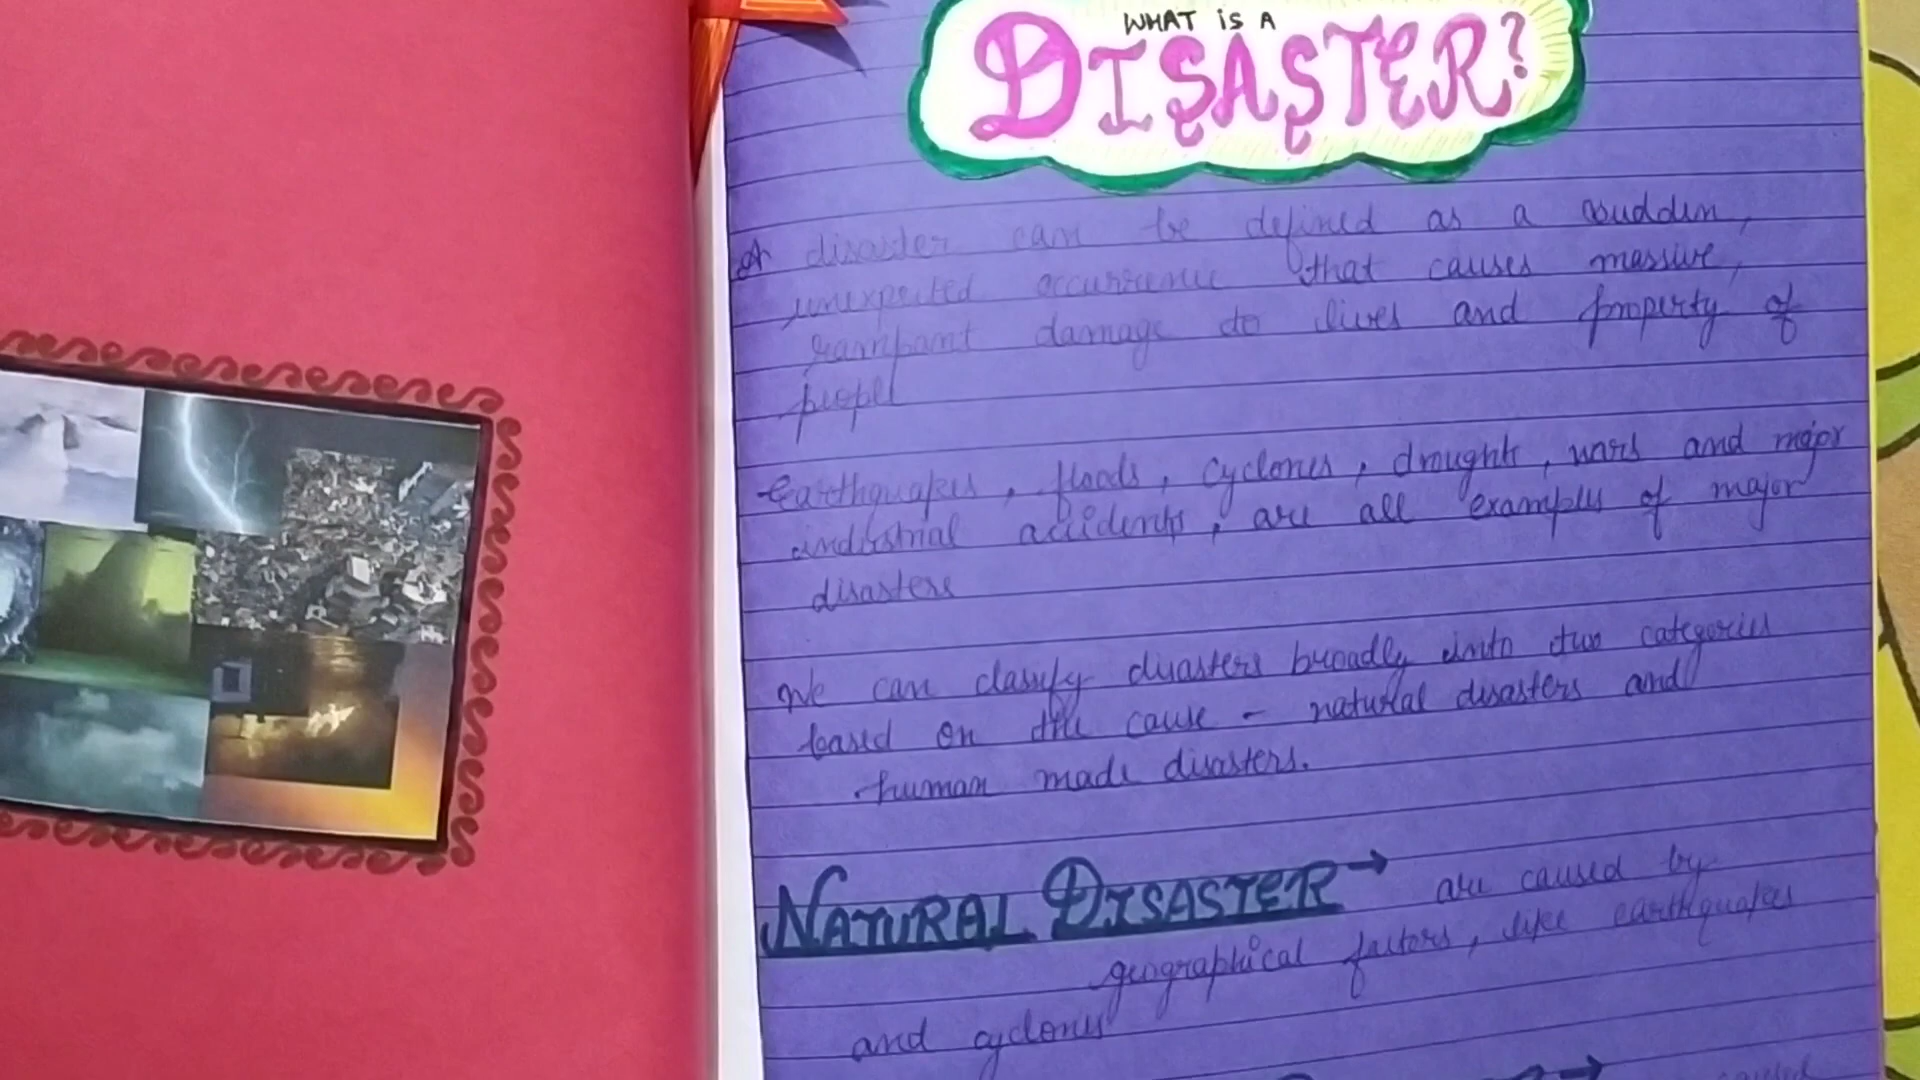 WHAT iS A
DISASTER?
A disaster can be defined as a sudden,
unexpected occurrence that causes massive,
rampant damage to lives and property of
people
Earthquakes, floods, cyclones, drought, wars and major
industrial accidents, are all examples of major
disasters
We can classify disasters broadly into two categories
based on the cause - natural disasters and
human made disasters.
NATURAL DISASTER → are caused by
geographical factors, like earthquakes
and cyclones
caused